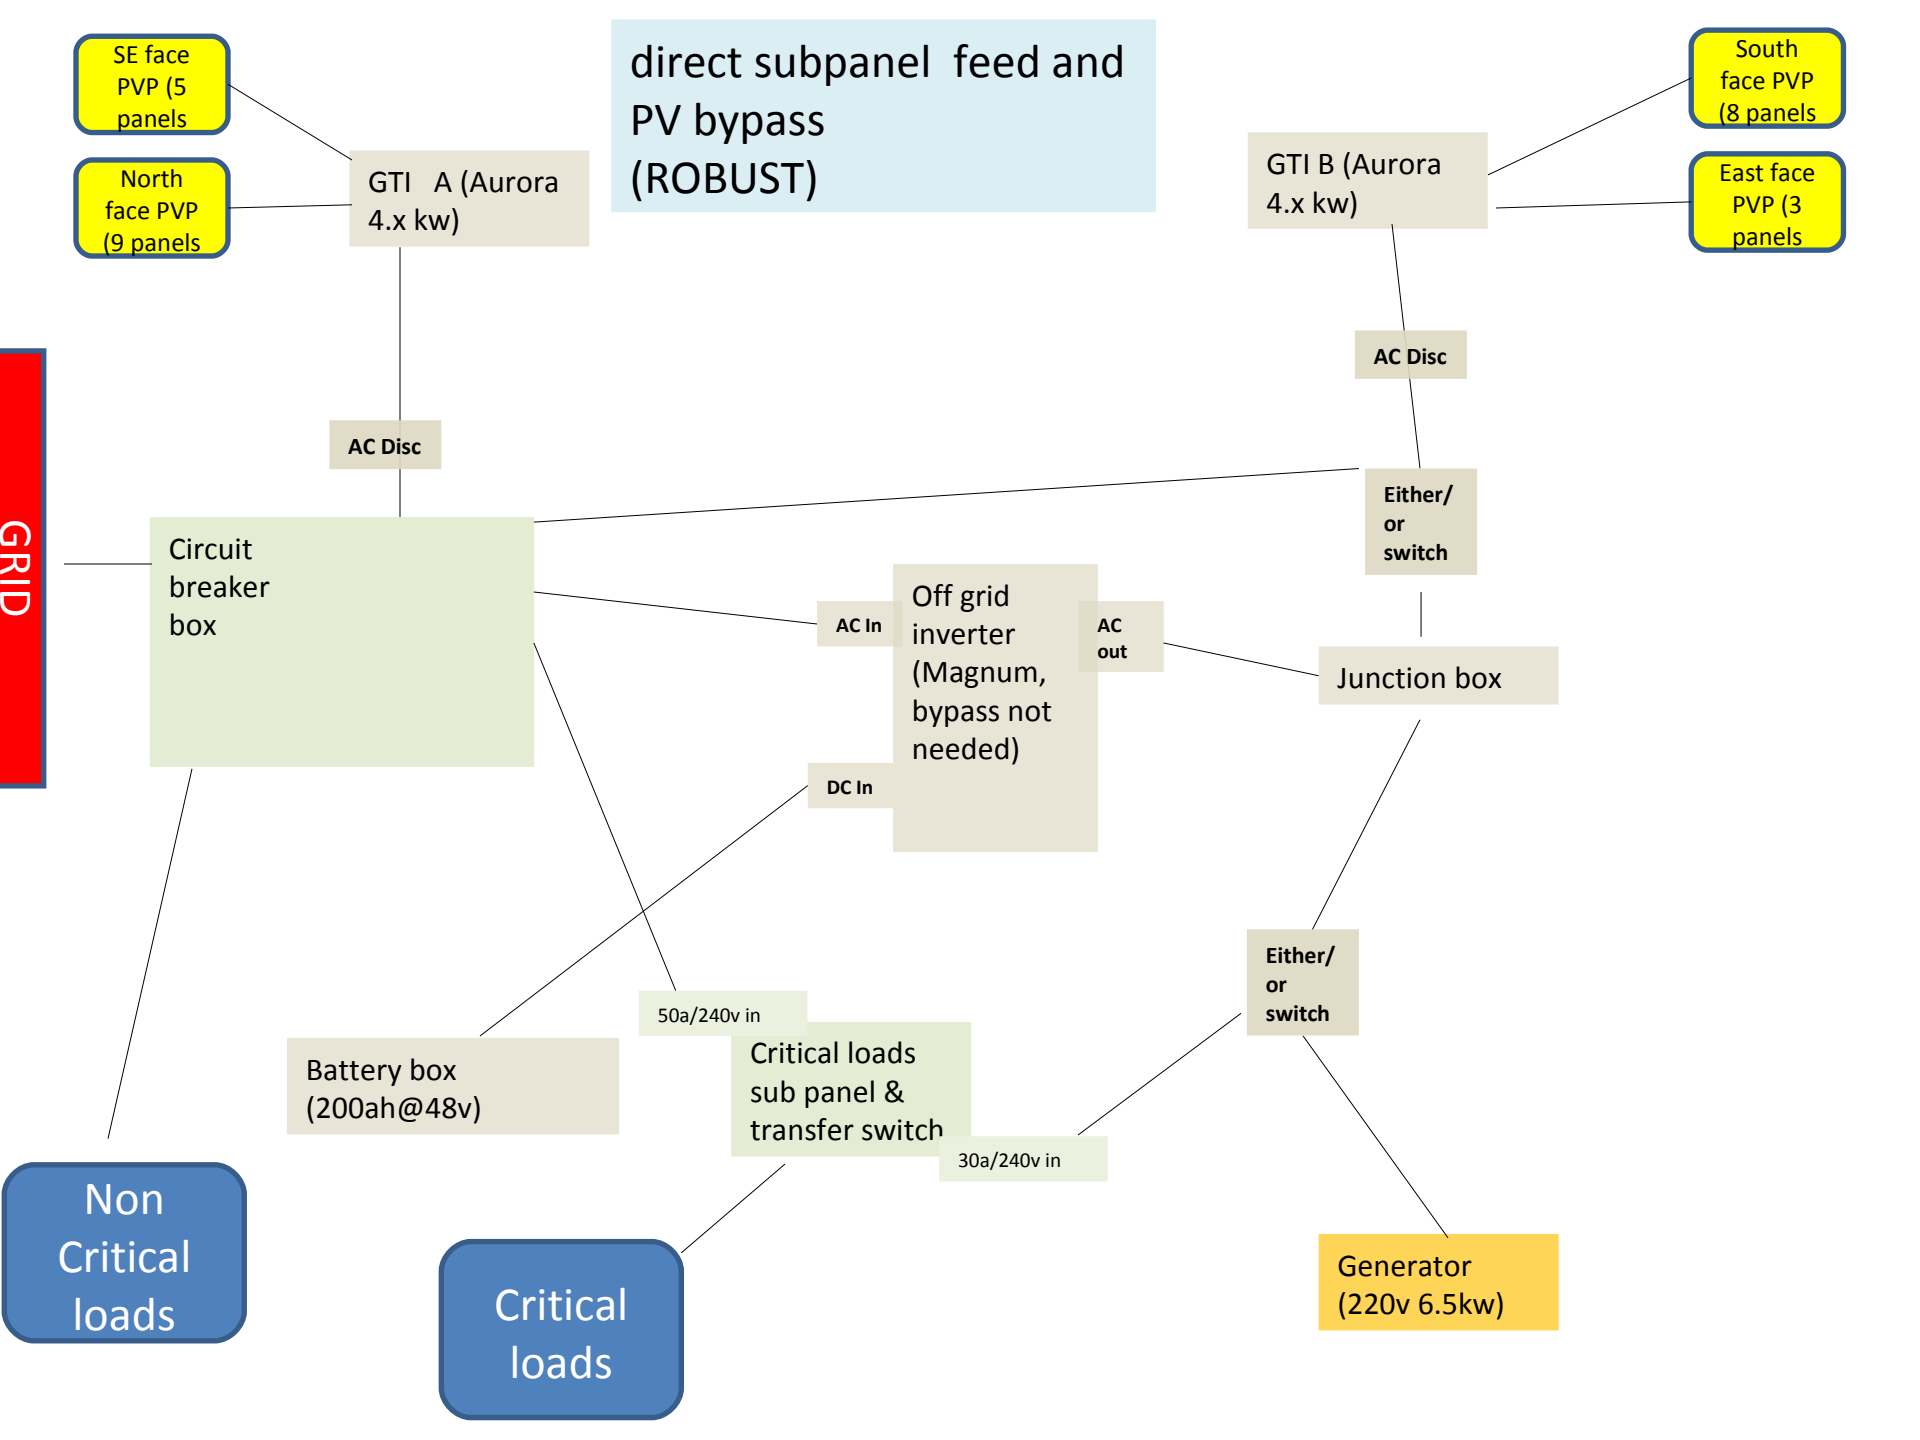 SE face
PVP (5
panels
North
face PVP
(9 panels
GTI   A (Aurora
4.x kw)
direct subpanel  feed and
PV bypass
(ROBUST)
GTI B (Aurora
4.x kw)
South
face PVP
(8 panels
East face
PVP (3
panels
AC Disc
AC Disc
GRID
Circuit
breaker
box
Either/
or
switch
AC In
Off grid
inverter
(Magnum,
bypass not
needed)
AC
out
DC In
Junction box
Either/
or
switch
50a/240v in
Critical loads
sub panel &
transfer switch
30a/240v in
Battery box
(200ah@48v)
Non
Critical
loads
Critical
loads
Generator
(220v 6.5kw)